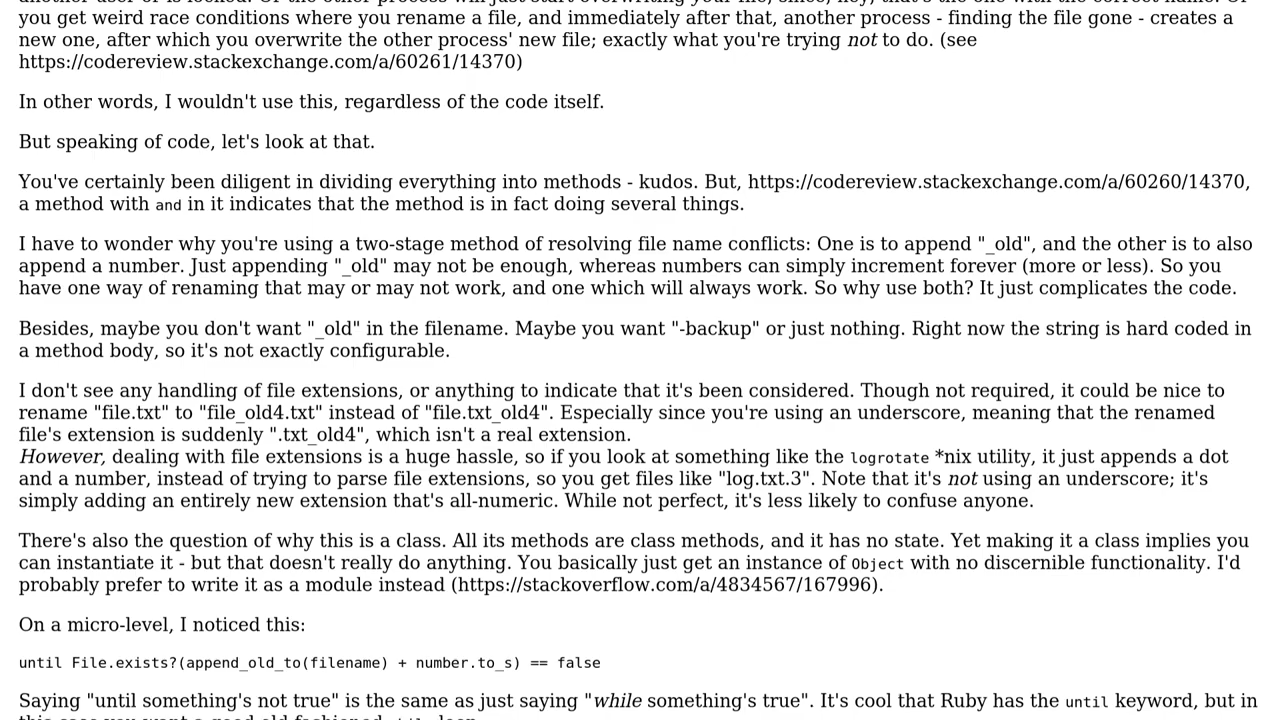 you get weird race conditions where you rename a file, and immediately after that, another process - finding the file gone - creates a
new one, after which you overwrite the other process' new file; exactly what you're trying not to do. (see
https://codereview.stackexchange.com/a/60261/14370)
In other words, I wouldn't use this, regardless of the code itself.
But speaking of code, let's look at that.
You've certainly been diligent in dividing everything into methods - kudos. But, https://codereview.stackexchange.com/a/60260/14370,
a method with and in it indicates that the method is in fact doing several things.
I have to wonder why you're using a two-stage method of resolving file name conflicts: One is to append "_old", and the other is to also
append a number. Just appending "_old" may not be enough, whereas numbers can simply increment forever (more or less). So you
have one way of renaming that may or may not work, and one which will always work. So why use both? It just complicates the code.
Besides, maybe you don't want "_old" in the filename. Maybe you want "-backup" or just nothing. Right now the string is hard coded in
a method body, so it's not exactly configurable.
I don't see any handling of file extensions, or anything to indicate that it's been considered. Though not required, it could be nice to
rename "file.txt" to "file_old4.txt" instead of "file.txt_old4". Especially since you're using an underscore, meaning that the renamed
file's extension is suddenly ".txt_old4", which isn't a real extension.
However, dealing with file extensions is a huge hassle, so if you look at something like the logrotate *nix utility, it just appends a dot
and a number, instead of trying to parse file extensions, so you get files like "log.txt.3". Note that it's not using an underscore; it's
simply adding an entirely new extension that's all-numeric. While not perfect, it's less likely to confuse anyone.
There's also the question of why this is a class. All its methods are class methods, and it has no state. Yet making it a class implies you
can instantiate it - but that doesn't really do anything. You basically just get an instance of Object with no discernible functionality. I'd
probably prefer to write it as a module instead (https://stackoverflow.com/a/4834567/167996).
On a micro-level, I noticed this:
until File.exists?(append_old_to(filename) + number.to_s) == false
Saying "until something's not true" is the same as just saying "while something's true". It's cool that Ruby has the until keyword, but in